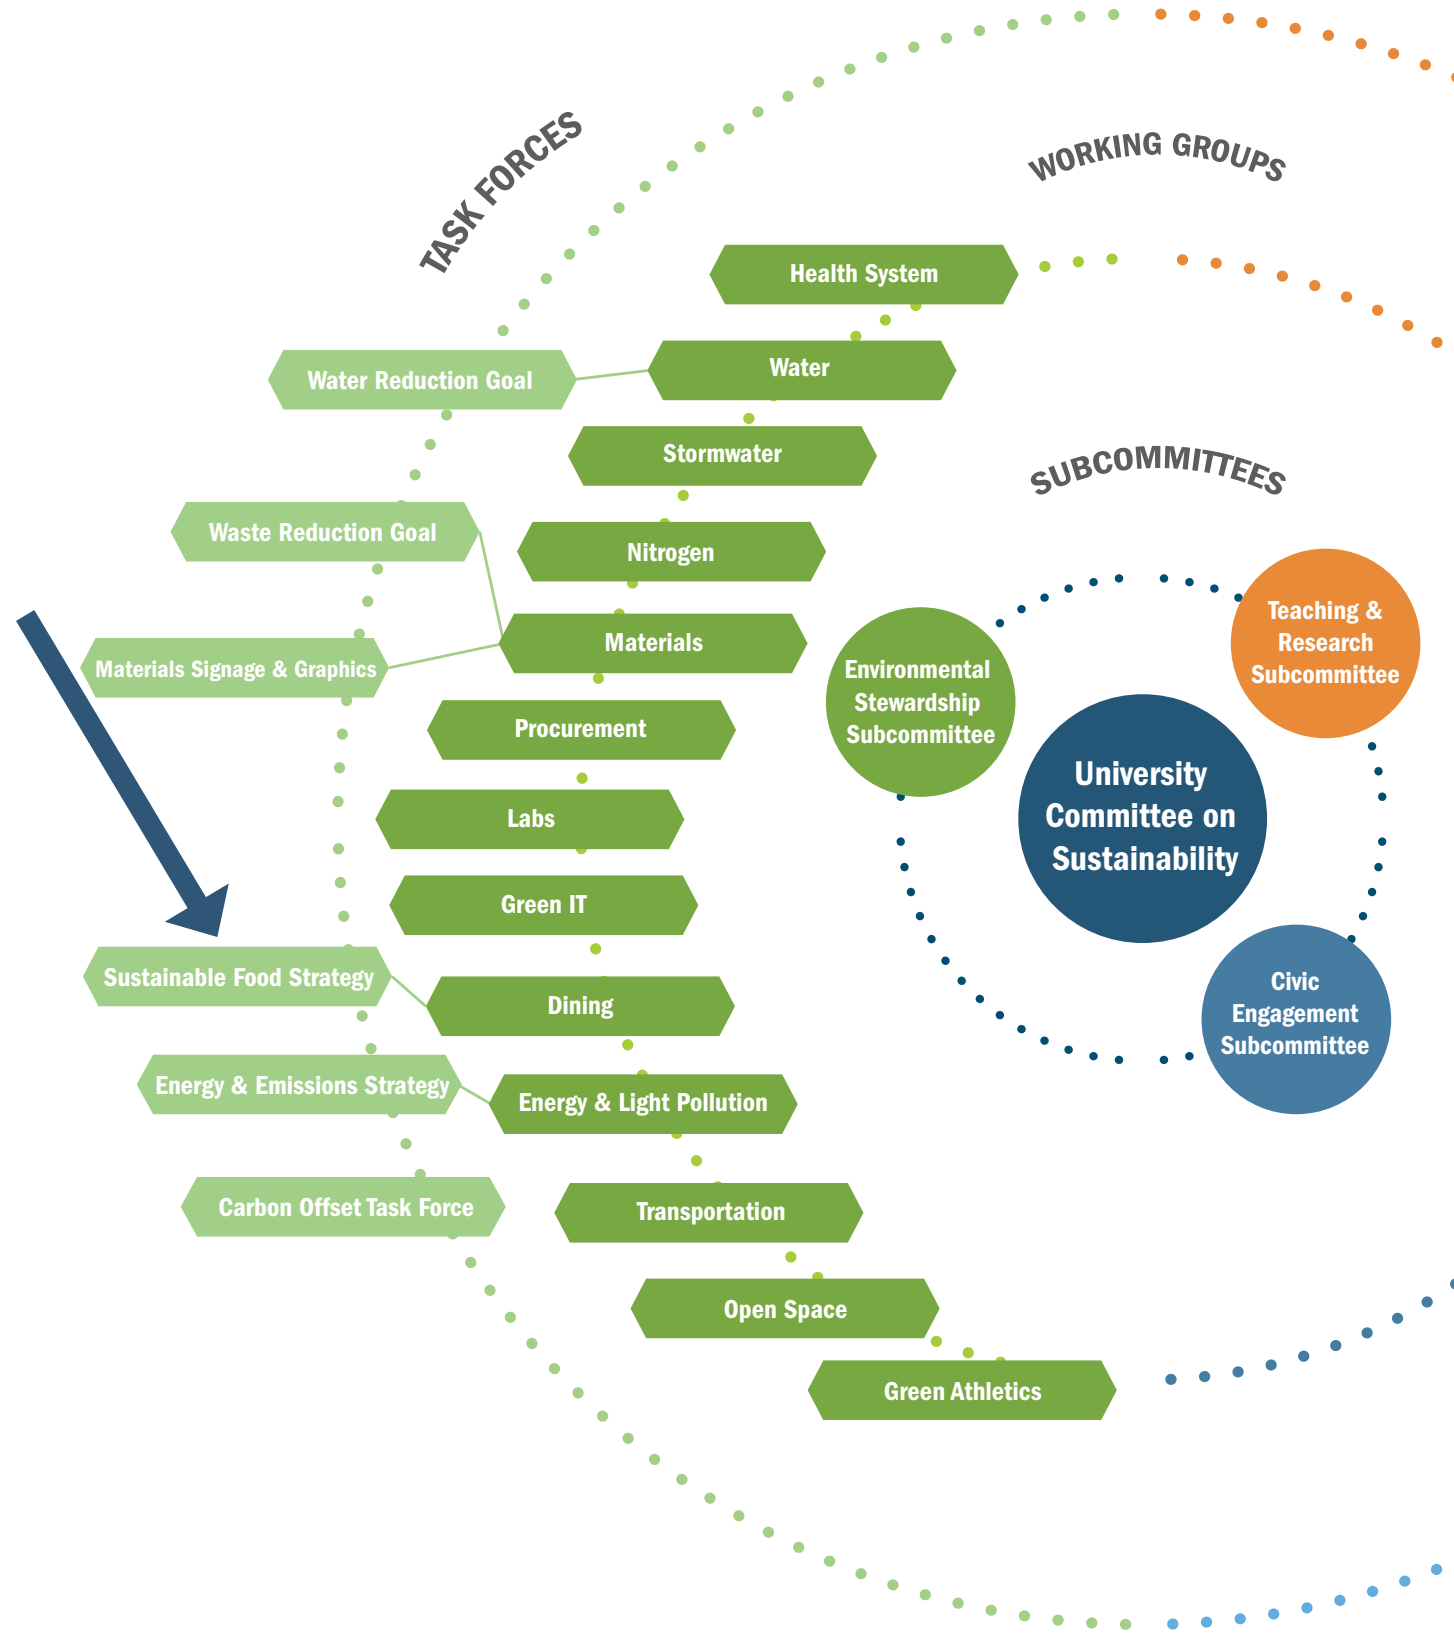 TASK FORCES
WORKING GROUPS
Health System
Water Reduction Goal
Water
Stormwater
SUBCOMMITTEES
Waste Reduction Goal
Nitrogen
Materials Signage & Graphics
Materials
Procurement
Labs
Green IT
Sustainable Food Strategy
Dining
Energy & Emissions Strategy
Energy & Light Pollution
Carbon Offset Task Force
Transportation
Open Space
Green Athletics
Environmental
Stewardship
Subcommittee
Teaching &
Research
Subcommittee
University
Committee on
Sustainability
Civic
Engagement
Subcommittee